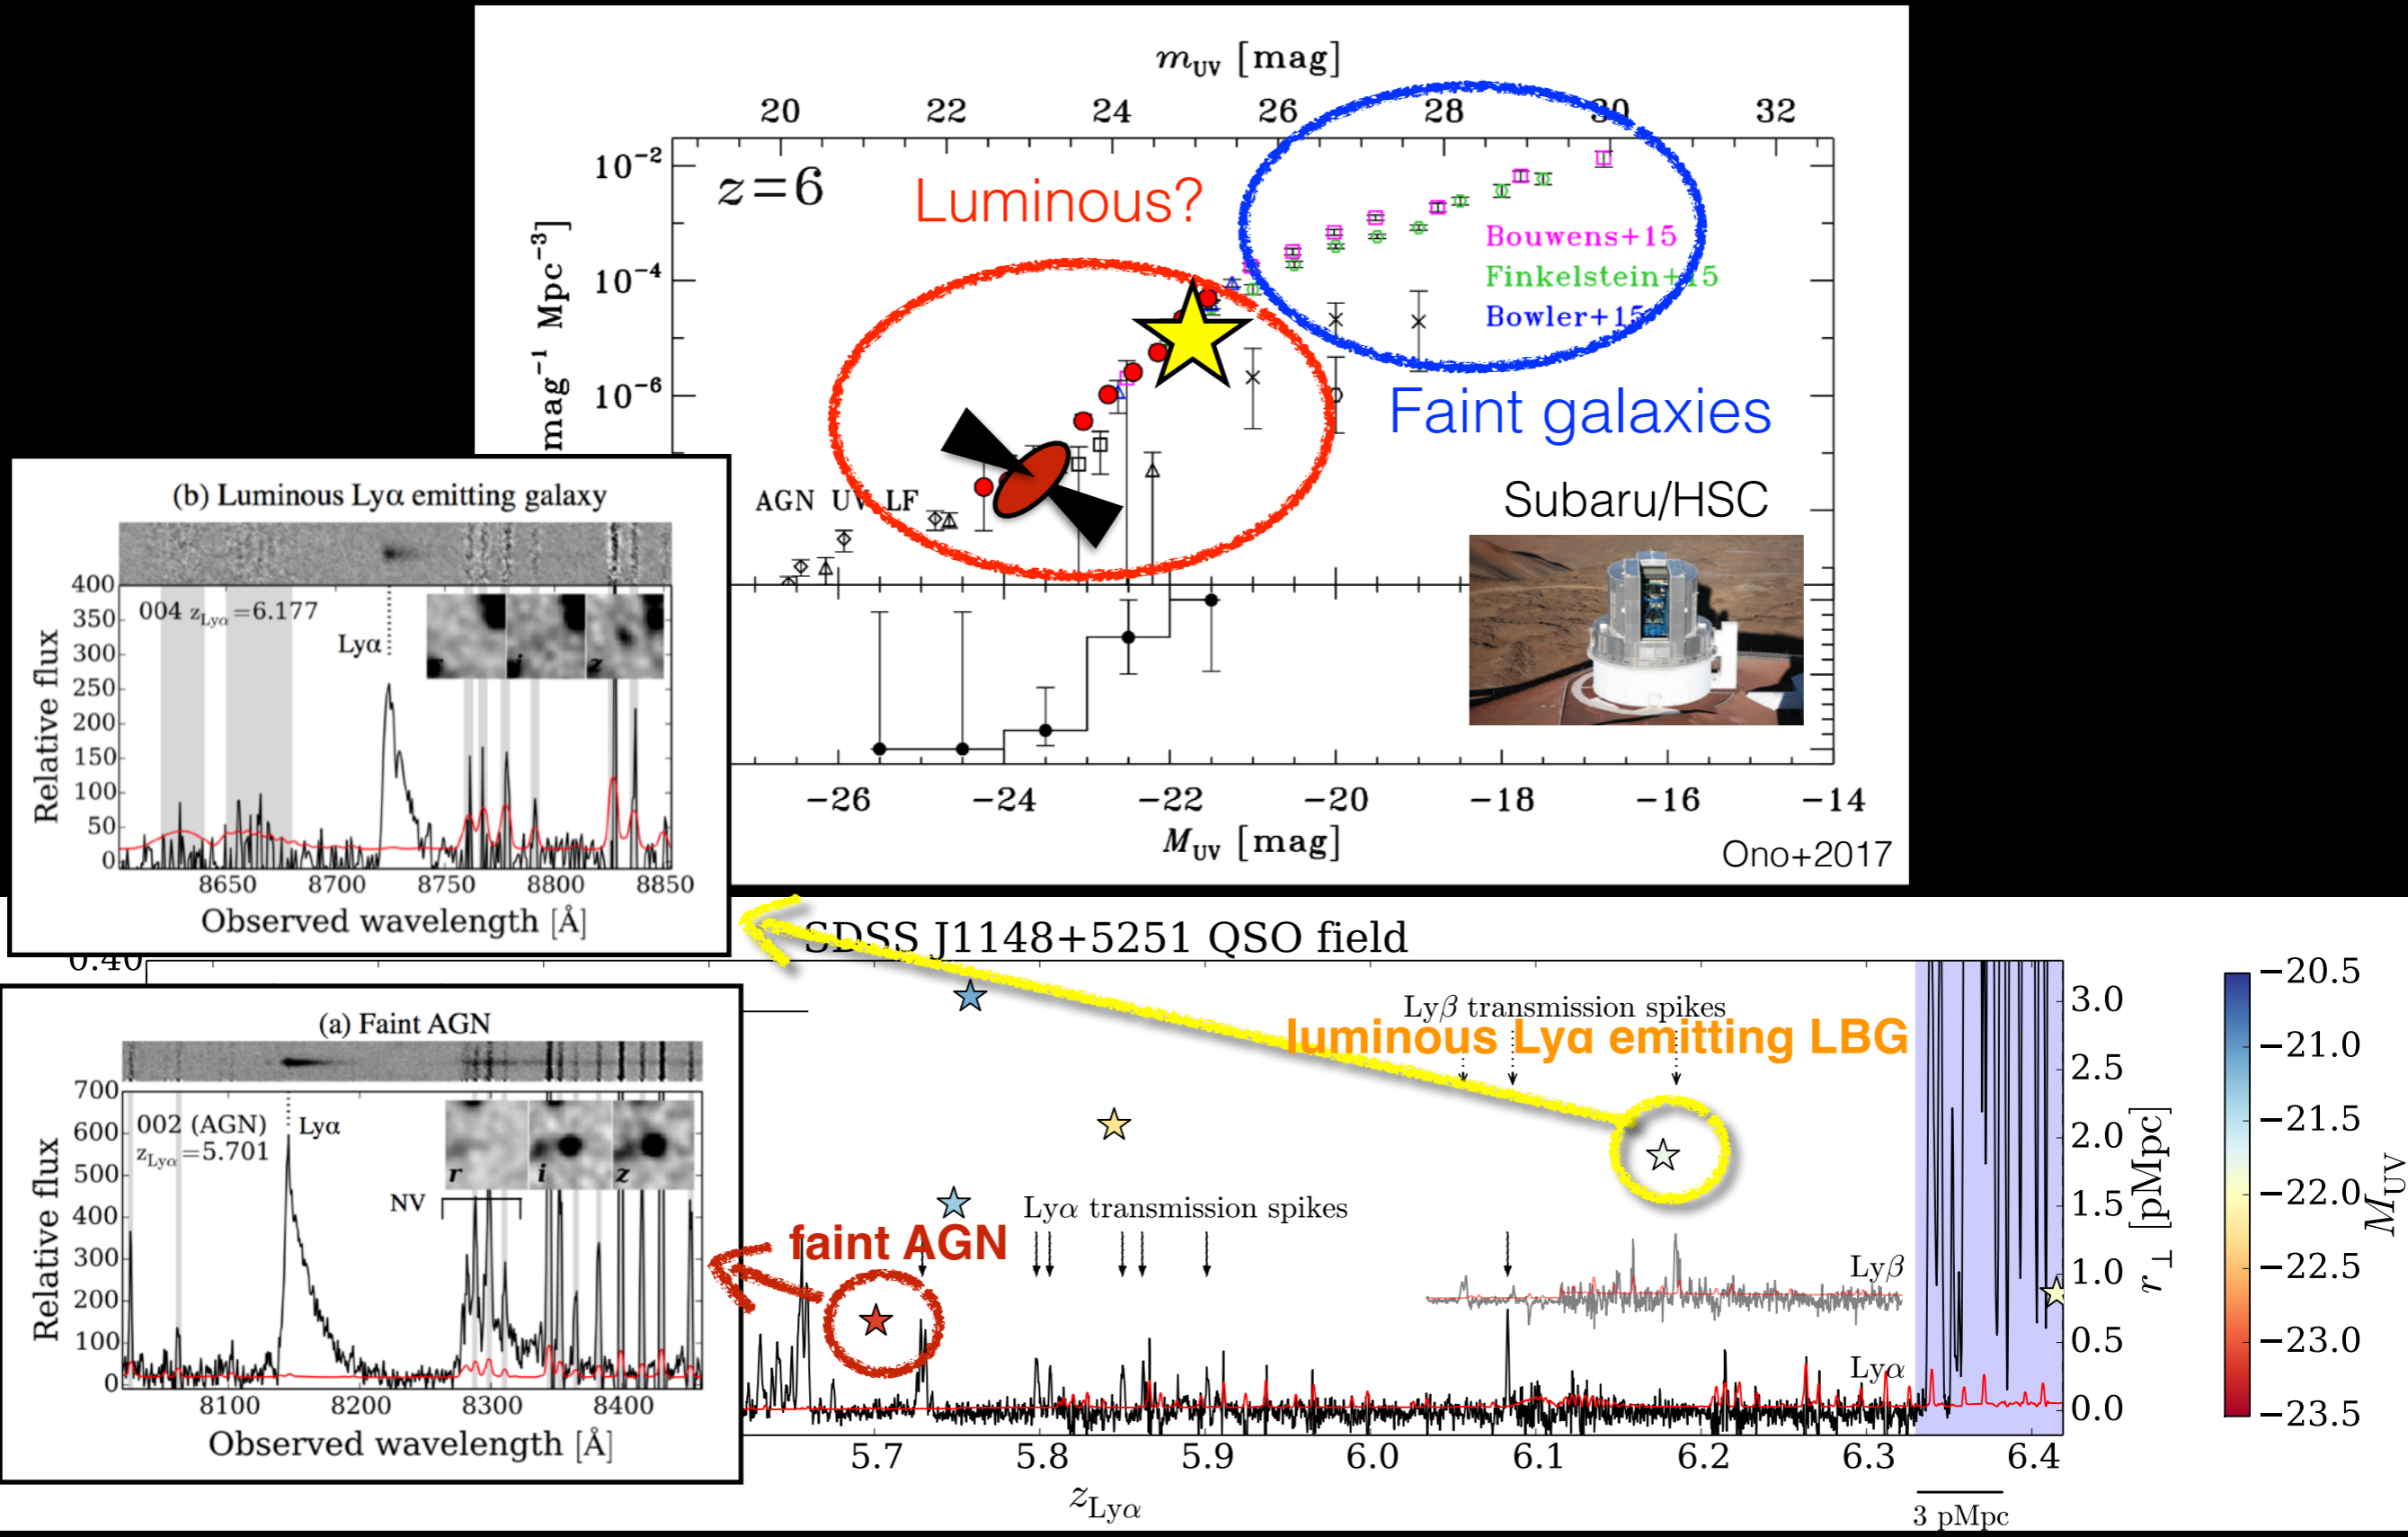 m_UV [mag]
20 22 24 26 28 30 32
10^−2
z=6
Luminous?
Bouwens+15
Finkelstein+15
Bowler+15
10^−4
10^−6
mag^−1 Mpc^−3]
Faint galaxies
AGN UV LF
Subaru/HSC
−26 −24 −22 −20 −18 −16 −14
M_UV [mag]
Ono+2017
(b) Luminous Lyα emitting galaxy
004 z_Lyα=6.177
Lyα
i z
Relative flux
400
350
300
250
200
150
100
50
0
8650 8700 8750 8800 8850
Observed wavelength [Å]
SDSS J1148+5251 QSO field
0.40
(a) Faint AGN
002 (AGN)
z_Lyα=5.701
Lyα
r i z
NV
Relative flux
700
600
500
400
300
200
100
0
8100 8200 8300 8400
Observed wavelength [Å]
Lyβ transmission spikes
luminous Lyα emitting LBG
Lyα transmission spikes
faint AGN
Lyβ
Lyα
3.0
2.5
2.0
1.5
1.0
0.5
0.0
r⊥ [pMpc]
5.7 5.8 5.9 6.0 6.1 6.2 6.3 6.4
z_Lyα
3 pMpc
−20.5
−21.0
−21.5
−22.0
−22.5
−23.0
−23.5
M_UV